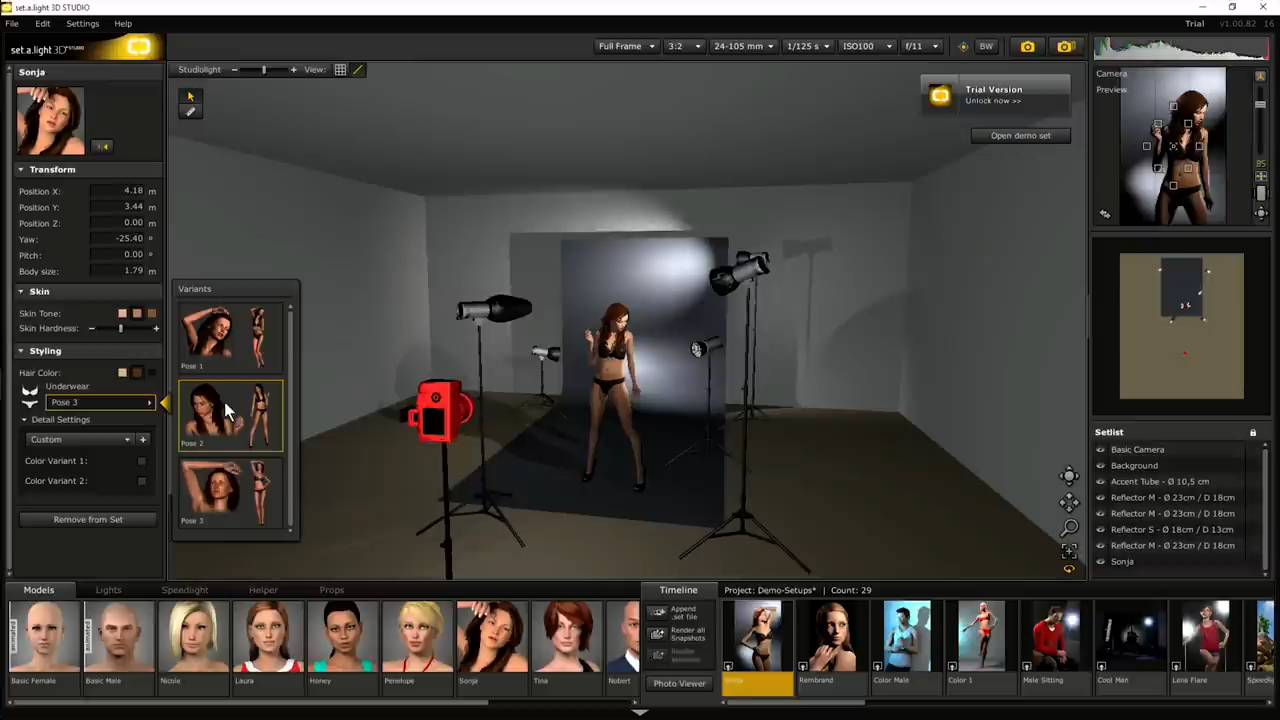 set.a.light 3D STUDIO
File Edit Settings Help
Trial v1.00.82 16
set.a.light 3D STUDIO
Full Frame 3:2 24-105 mm 1/125 s ISO100 f/11 BW
Studiolight View:
Sonja
Transform
Position X: 4.18 m
Position Y: 3.44 m
Position Z: 0.00 m
Yaw: -25.40 °
Pitch: 0.00 °
Body size: 1.79 m
Skin
Skin Tone:
Skin Hardness:
Styling
Hair Color:
Underwear
Pose 3
Detail Settings
Custom
Color Variant 1:
Color Variant 2:
Remove from Set
Variants
Pose 1
Pose 2
Pose 3
Trial Version
Unlock now >>
Open demo set
Camera
Preview
85
Setlist
Basic Camera
Background
Accent Tube - Ø 10,5 cm
Reflector M - Ø 23cm / D 18cm
Reflector M - Ø 23cm / D 18cm
Reflector S - Ø 18cm / D 13cm
Reflector M - Ø 23cm / D 18cm
Sonja
Models Lights Speedlight Helper Props
animated
animated
Basic Female Basic Male Nicole Laura Honey Penelope Sonja Tina Nobert
Timeline Project: Demo-Setups* | Count: 29
Append
.set file
Render all
Snapshots
Photo Viewer
Rembrand Color Male Color 1 Male Sitting Cool Man Lens Flare